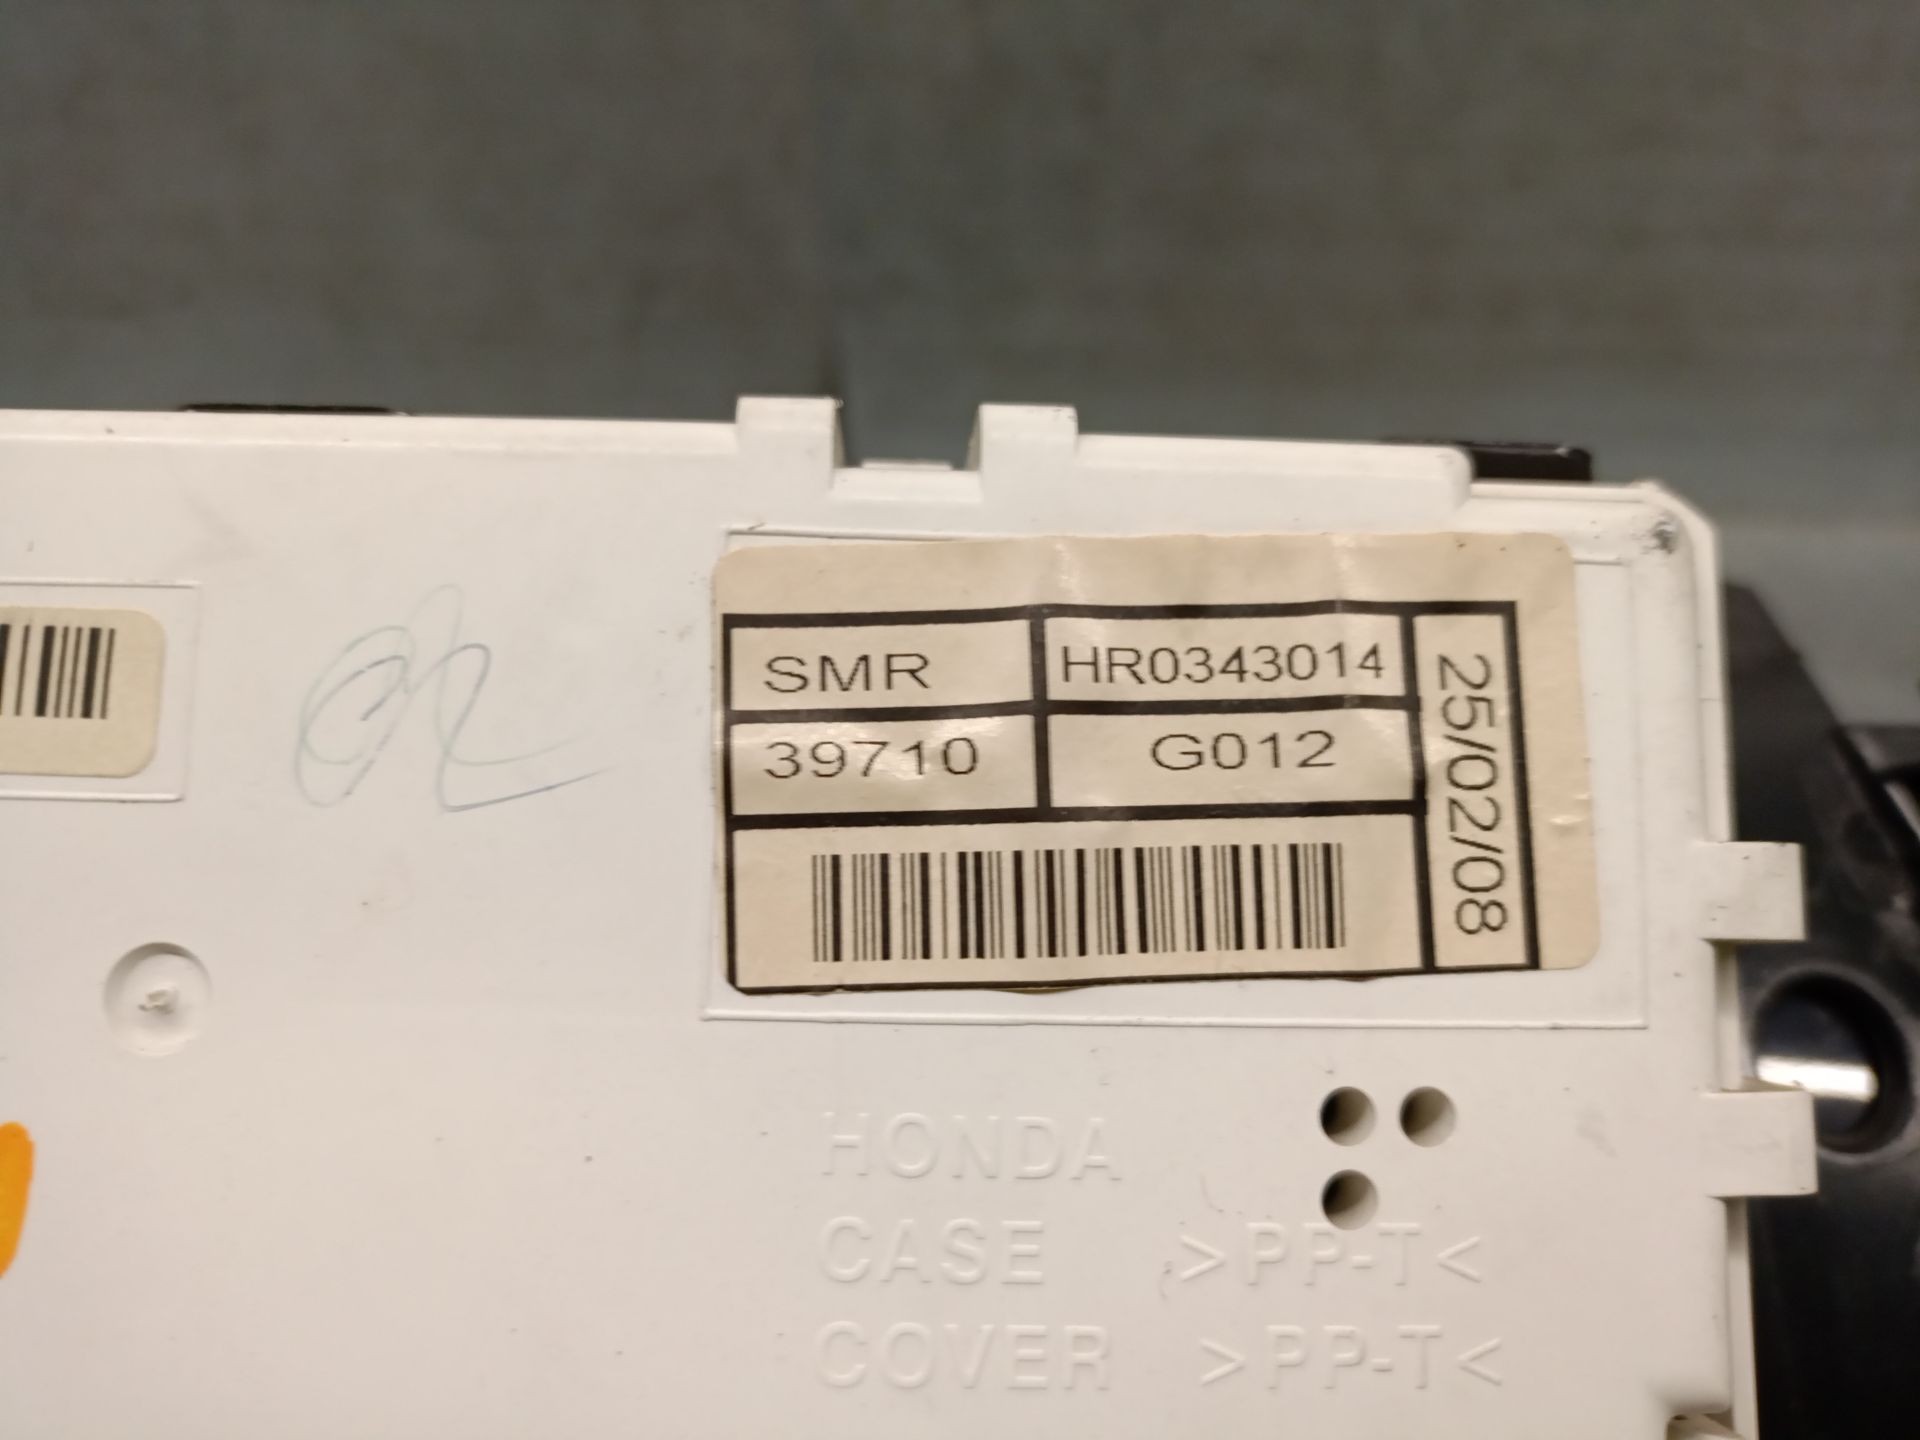 SMR HR0343014
39710 G012
25/02/08
HONDA
CASE >PP-T<
COVER >PP-T<